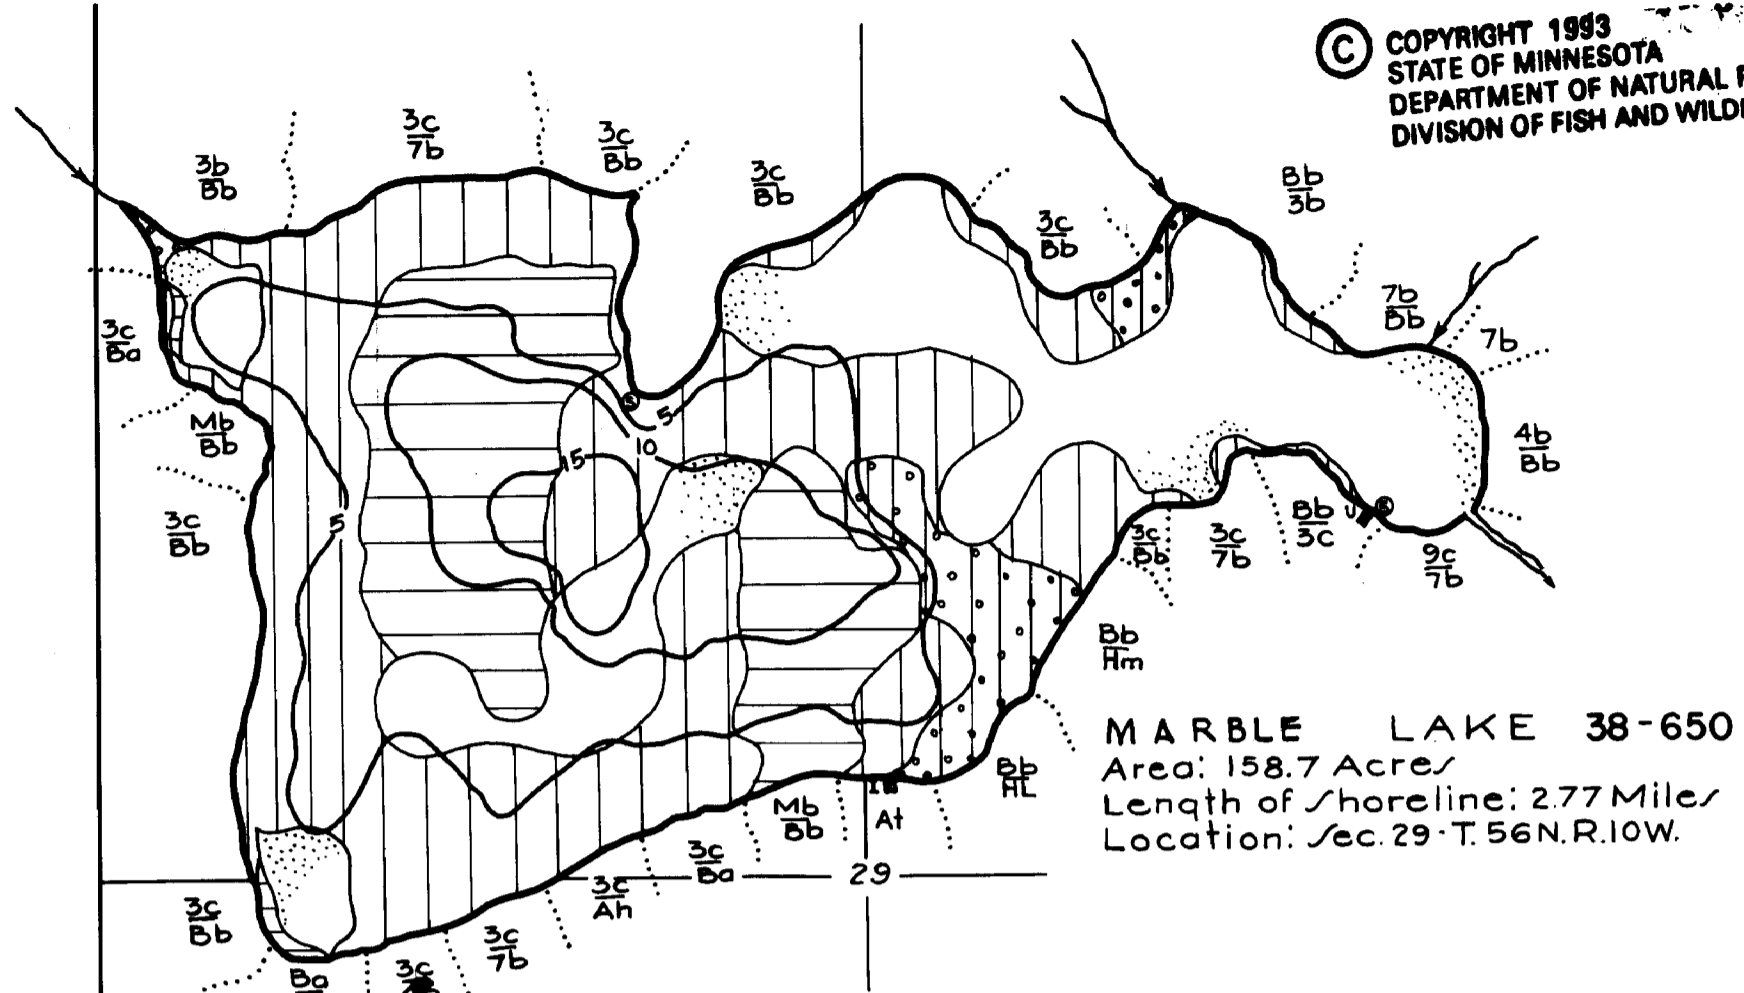 © COPYRIGHT 1993
STATE OF MINNESOTA
DEPARTMENT OF NATURAL
DIVISION OF FISH AND
3b
Bb
3c
7b
3c
Bb
3c
Bb
3c
Bb
Bb
3b
7b
Bb
7b
4b
Bb
3c
Ba
Mb
Bb
3c
Bb
5
10
15
5
3c
Bb
3c
7b
Bb
3c
9c
7b
Bb
Hm
Bb
HL
MARBLE LAKE 38-650
Area: 158.7 Acres
Length of Shoreline: 2.77 Miles
Location: Sec. 29-T. 56N. R. 10W.
Mb
Bb
At
3c
Ba
29
3c
Ah
3c
Bb
3c
7b
Ba
3c